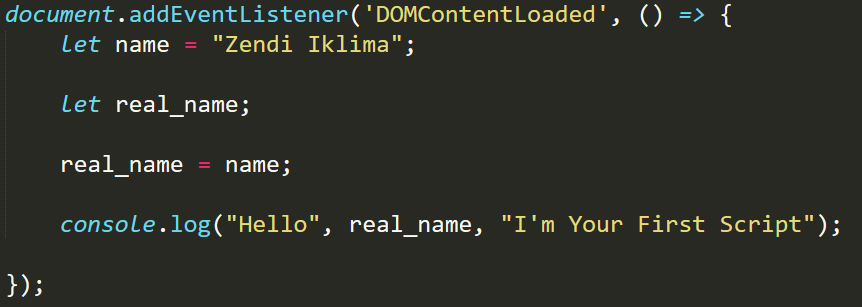 document.addEventListener('DOMContentLoaded', () => {
    let name = "Zendi Iklima";
    let real_name;
    real_name = name;
    console.log("Hello", real_name, "I'm Your First Script");
});